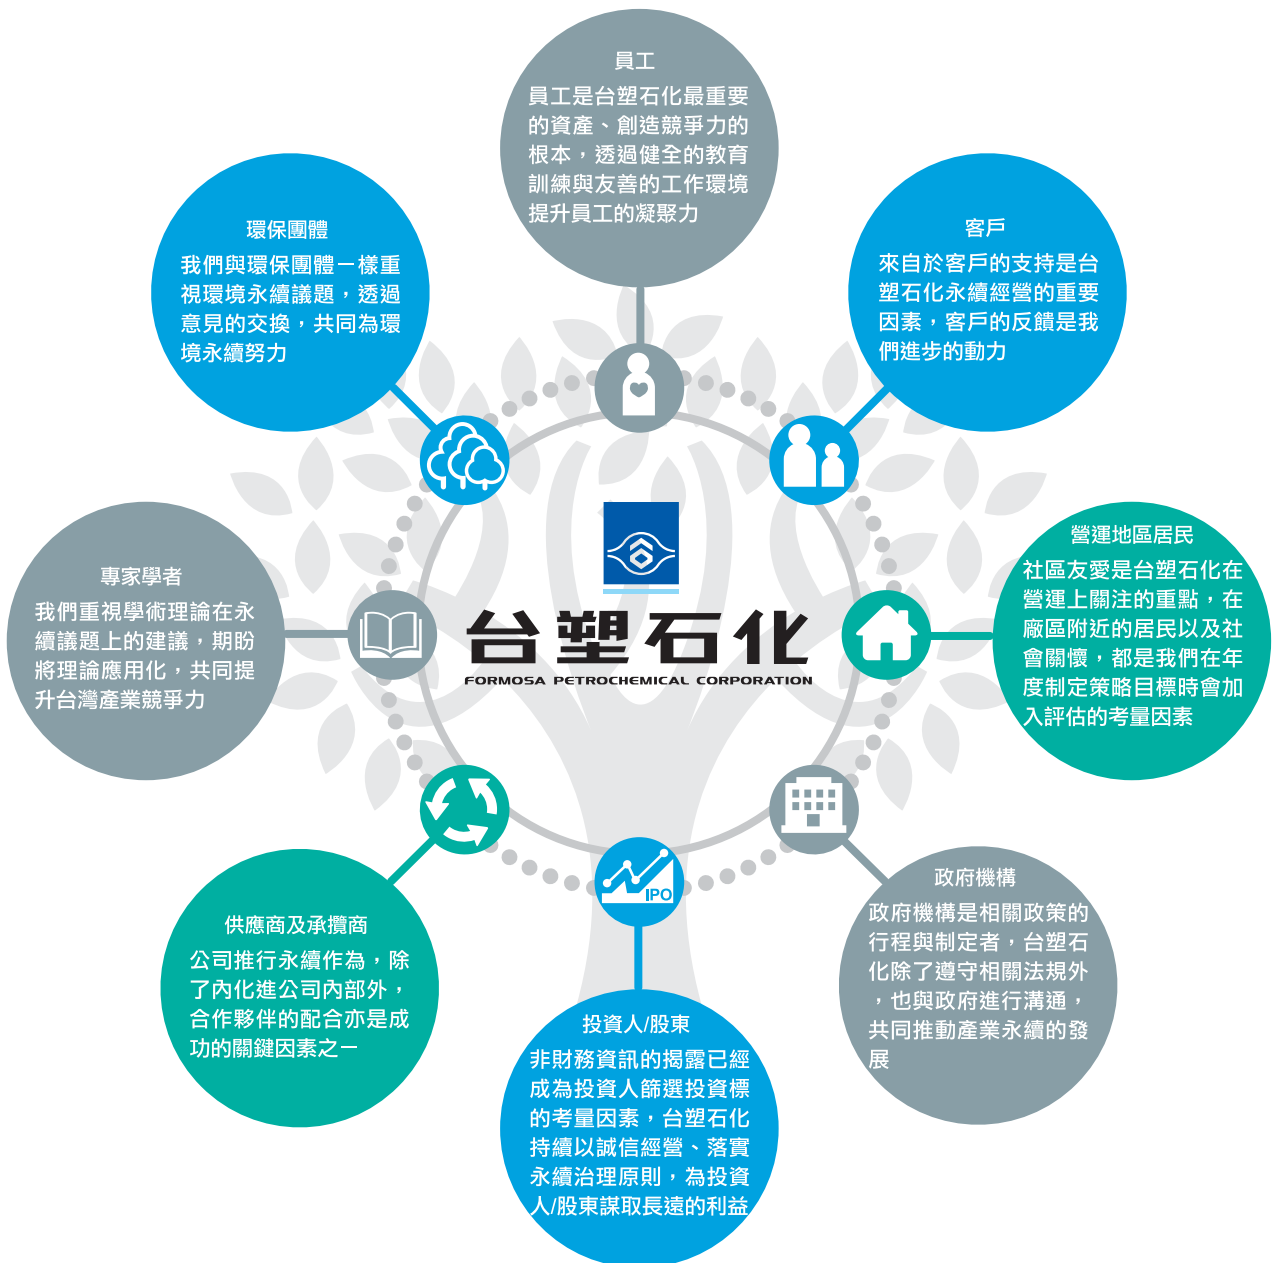 員工
員工是台塑石化最重要
的資產、創造競爭力的
根本，透過健全的教育
訓練與友善的工作環境
提升員工的凝聚力
環保團體
我們與環保團體一樣重
視環境永續議題，透過
意見的交換，共同為環
境永續努力
客戶
來自於客戶的支持是台
塑石化永續經營的重要
因素，客戶的反饋是我
們進步的動力
專家學者
我們重視學術理論在永
續議題上的建議，期盼
將理論應用化，共同提
升台灣產業競爭力
台塑石化
FORMOSA PETROCHEMICAL CORPORATION
營運地區居民
社區友愛是台塑石化在
營運上關注的重點，在
廠區附近的居民以及社
會關懷，都是我們在年
度制定策略目標時會加
入評估的考量因素
供應商及承攬商
公司推行永續作為，除
了內化進公司內部外，
合作夥伴的配合亦是成
功的關鍵因素之一
IPO
投資人/股東
非財務資訊的揭露已經
成為投資人篩選投資標
的考量因素，台塑石化
持續以誠信經營、落實
永續治理原則，為投資
人/股東謀取長遠的利益
政府機構
政府機構是相關政策的
行程與制定者，台塑石
化除了遵守相關法規外
，也與政府進行溝通，
共同推動產業永續的發
展